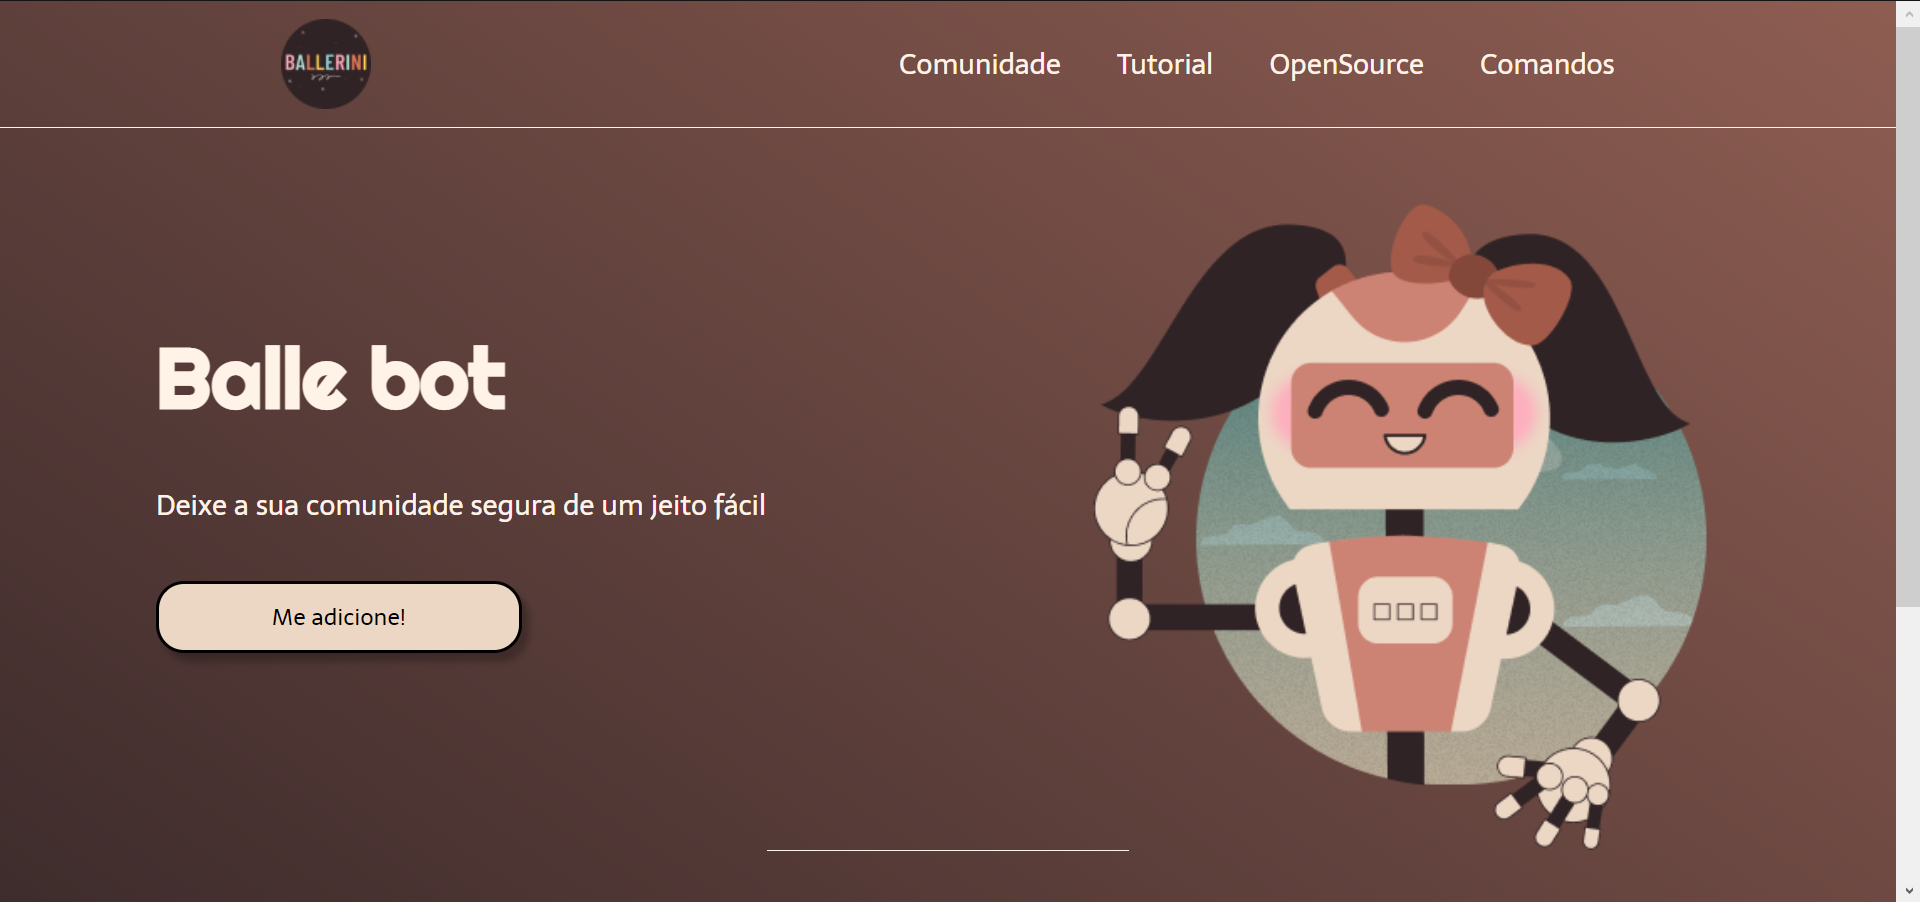 BALLERINI
Comunidade Tutorial OpenSource Comandos
Balle bot
Deixe a sua comunidade segura de um jeito fácil
Me adicione!